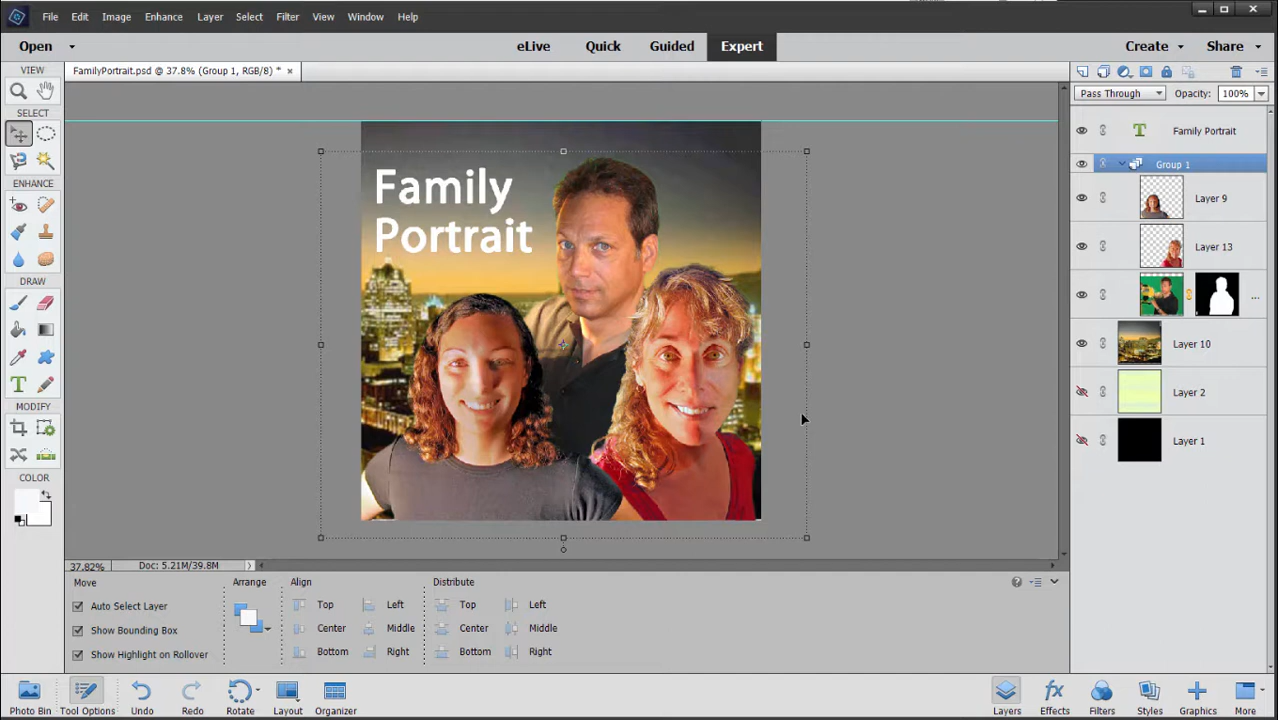 File Edit Image Enhance Layer Select Filter View Window Help
Open eLive Quick Guided Expert Create Share
VIEW
FamilyPortrait.psd @ 37.8% (Group 1, RGB/8) * ×
SELECT
ENHANCE
DRAW
MODIFY
COLOR
Family
Portrait
Pass Through Opacity: 100%
T Family Portrait
Group 1
Layer 9
Layer 13
...
Layer 10
Layer 2
Layer 1
37.82% Doc: 5.21M/39.8M
Move Arrange Align Distribute
Auto Select Layer Top Left Top Left
Show Bounding Box Center Middle Center Middle
Show Highlight on Rollover Bottom Right Bottom Right
Photo Bin Tool Options Undo Redo Rotate Layout Organizer Layers Effects Filters Styles Graphics More